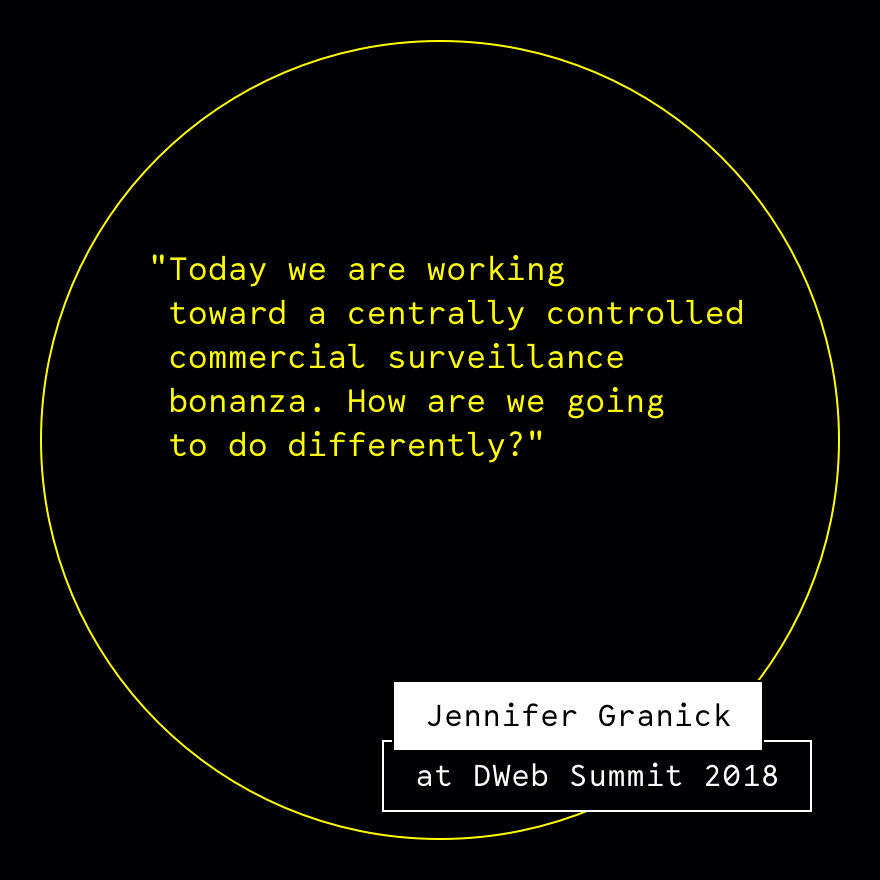 "Today we are working
toward a centrally controlled
commercial surveillance
bonanza. How are we going
to do differently?"
Jennifer Granick
at DWeb Summit 2018